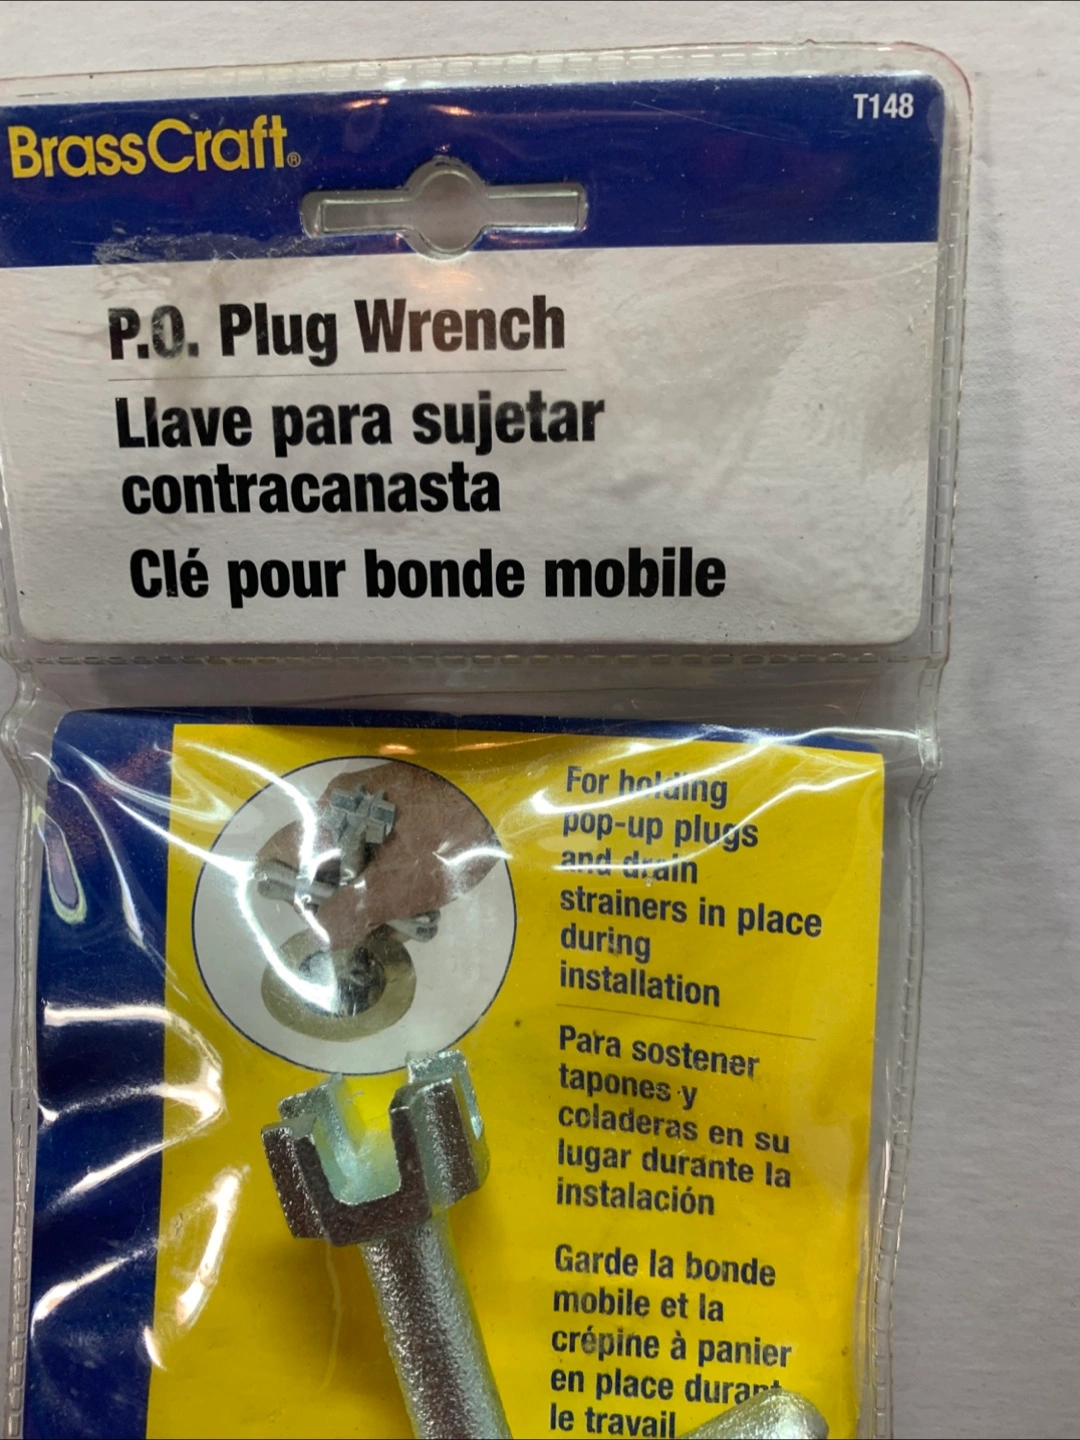 BrassCraft®
T148
P.O. Plug Wrench
Llave para sujetar
contracanasta
Clé pour bonde mobile
For holding
pop-up plugs
and drain
strainers in place
during
installation
Para sostener
tapones y
coladeras en su
lugar durante la
instalación
Garde la bonde
mobile et la
crépine à panier
en place durant
le travail